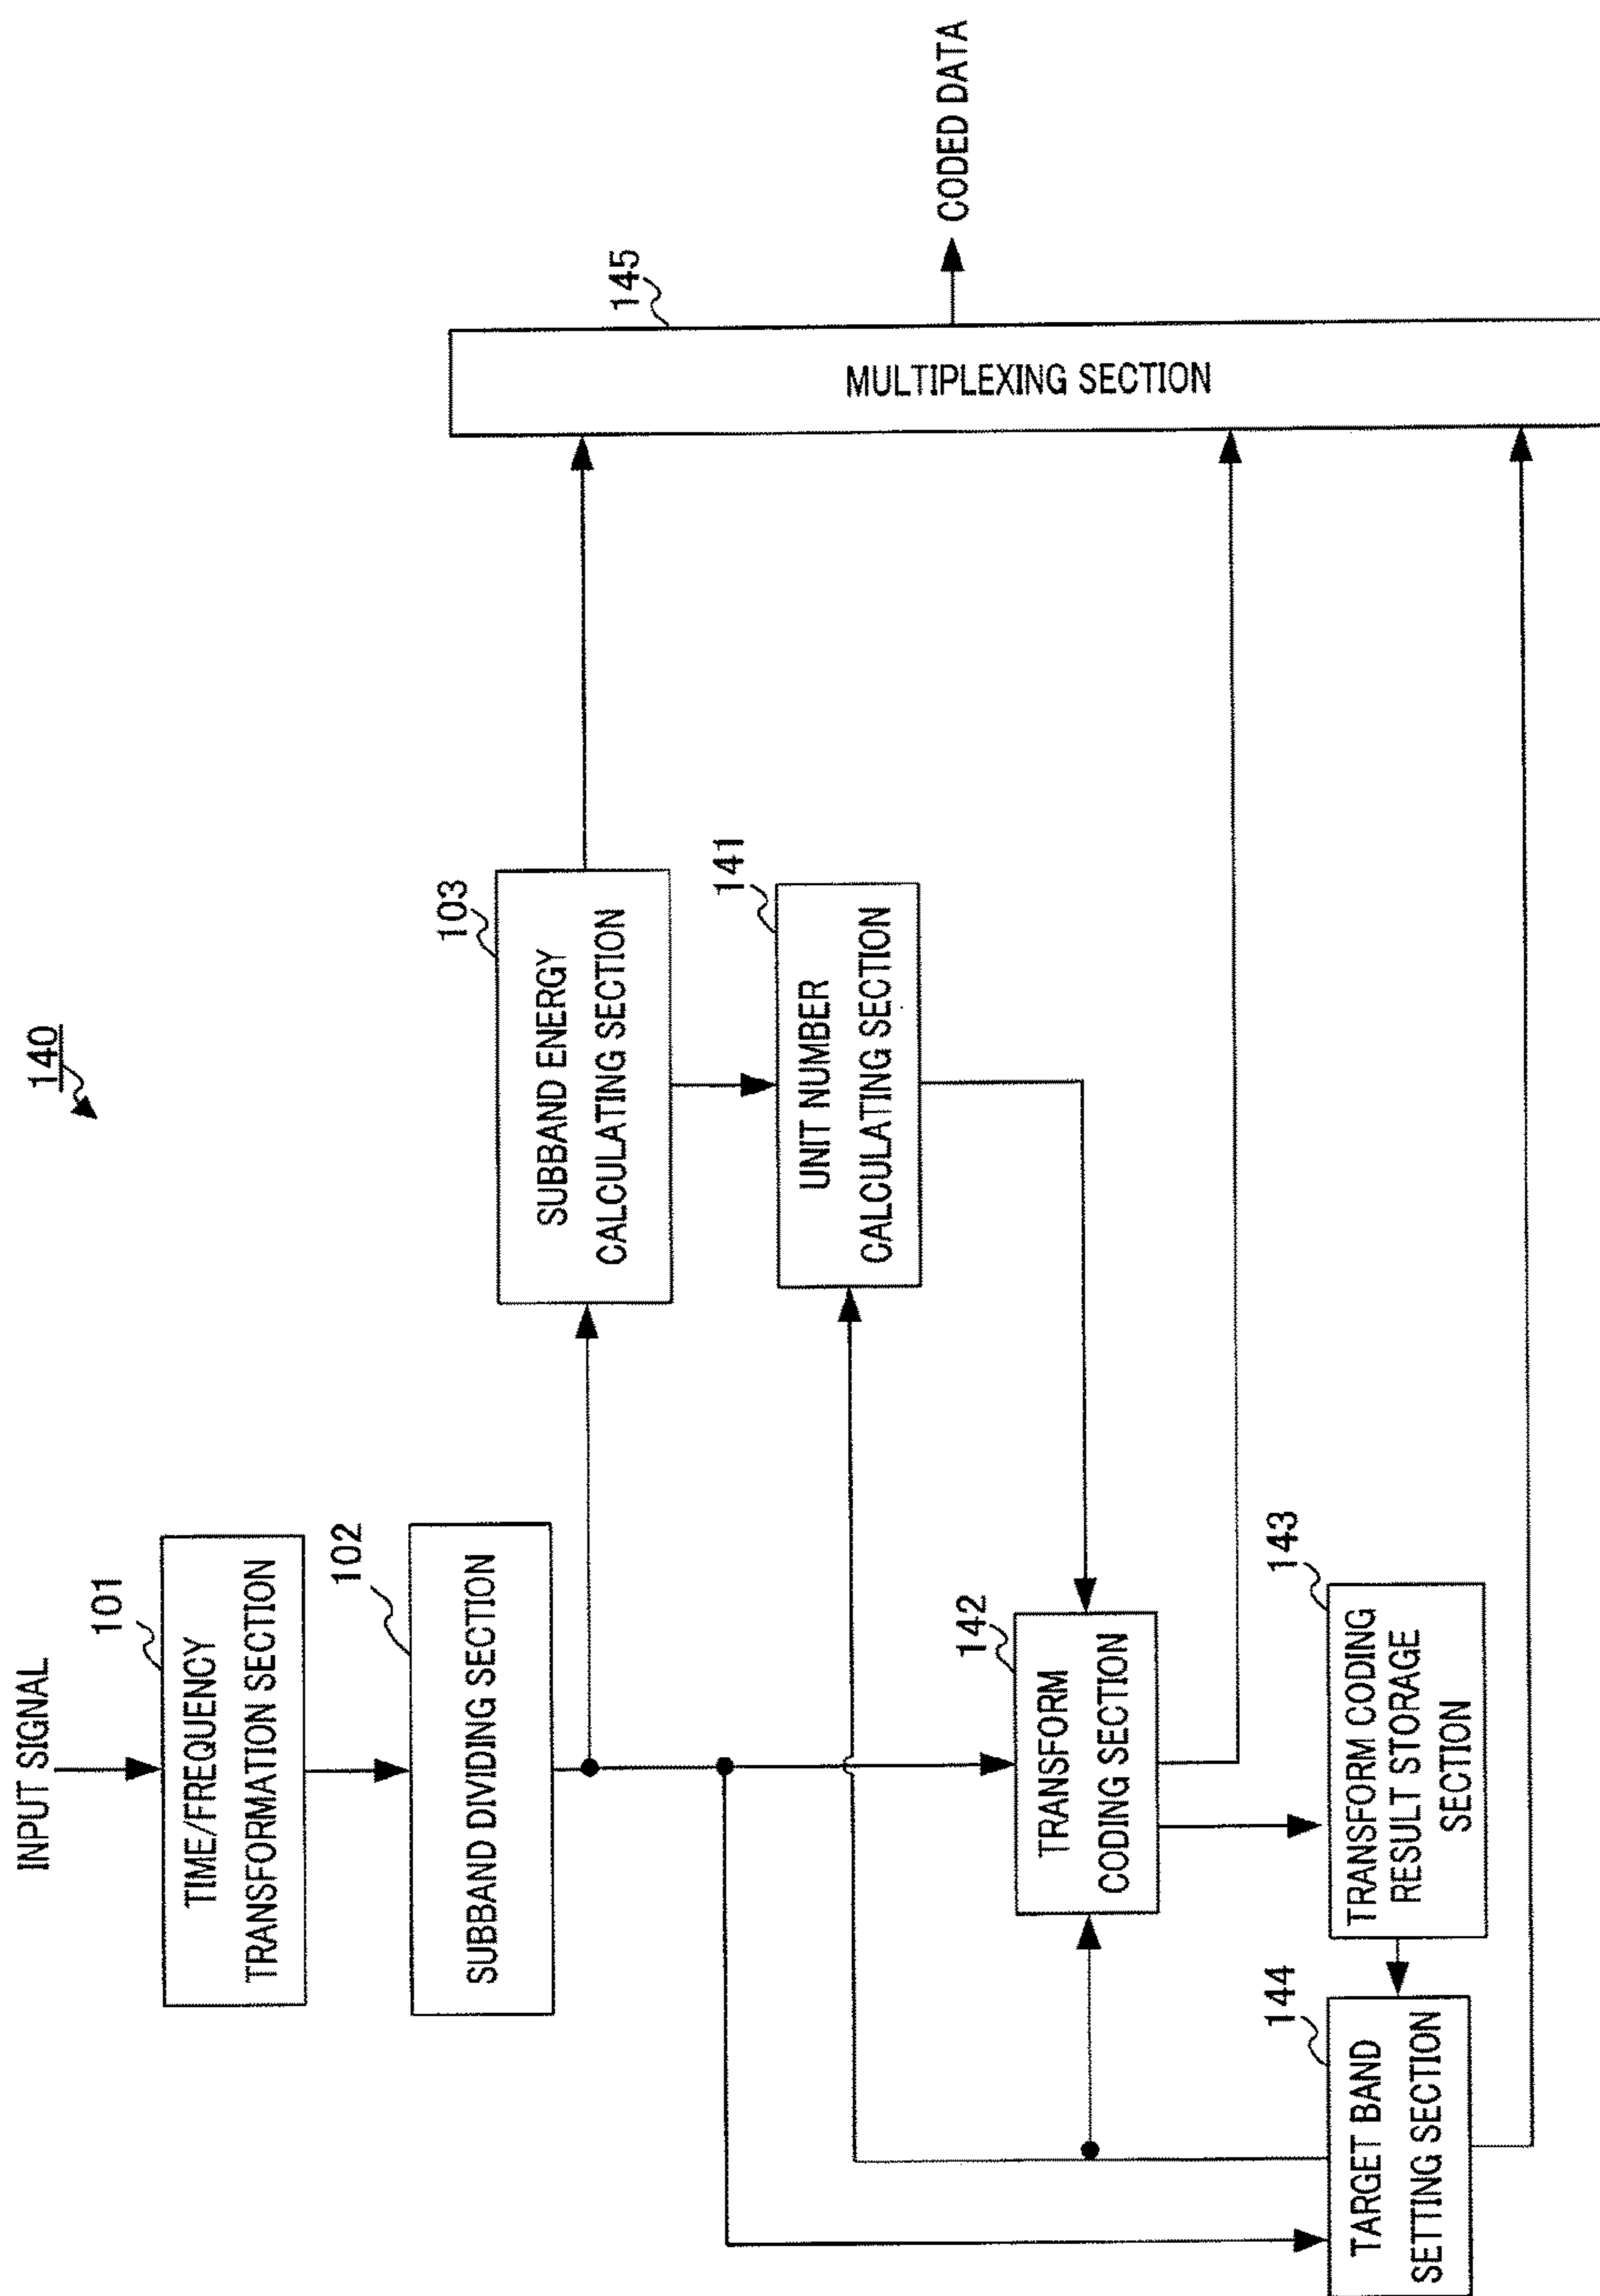 140
INPUT SIGNAL
101
TIME/FREQUENCY
TRANSFORMATION SECTION
102
SUBBAND DIVIDING SECTION
103
SUBBAND ENERGY
CALCULATING SECTION
141
UNIT NUMBER
CALCULATING SECTION
142
TRANSFORM
CODING SECTION
143
TRANSFORM CODING
RESULT STORAGE
SECTION
144
TARGET BAND
SETTING SECTION
145
MULTIPLEXING SECTION
CODED DATA